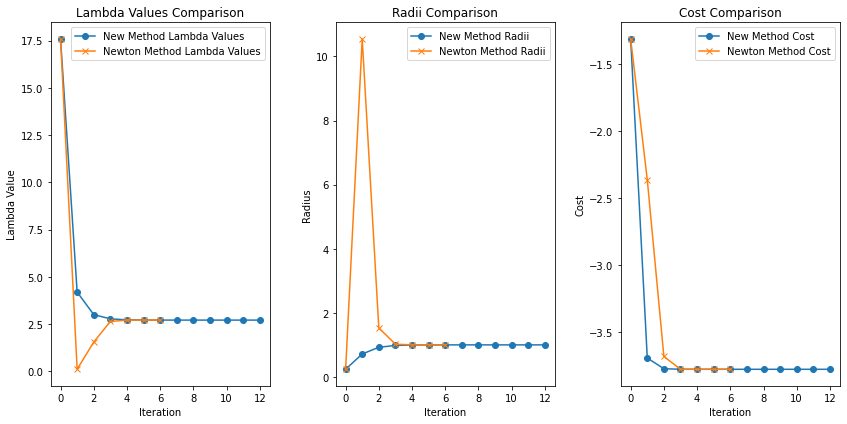 Lambda Values Comparison
New Method Lambda Values
Newton Method Lambda Values
17.5
15.0
12.5
10.0
7.5
5.0
2.5
0.0
Lambda Value
0 2 4 6 8 10 12
Iteration
Radii Comparison
New Method Radii
Newton Method Radii
10
8
6
4
2
0
Radius
0 2 4 6 8 10 12
Iteration
Cost Comparison
New Method Cost
Newton Method Cost
−1.5
−2.0
−2.5
−3.0
−3.5
Cost
0 2 4 6 8 10 12
Iteration